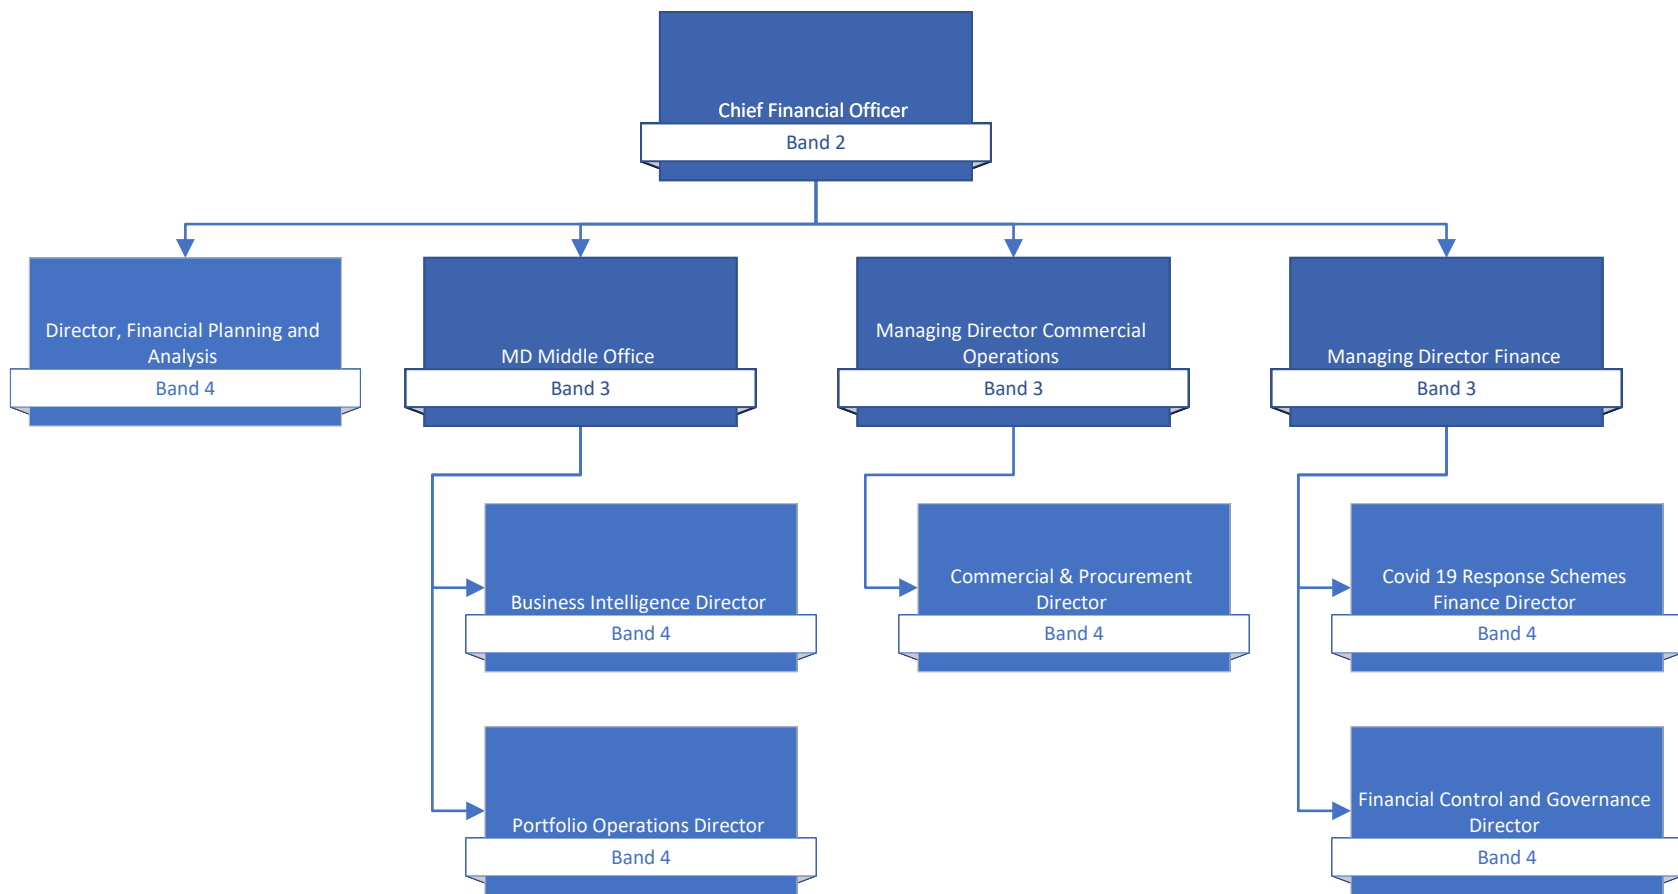 Chief Financial Officer
Band 2
Director, Financial Planning and
Analysis
Band 4
MD Middle Office
Band 3
Managing Director Commercial
Operations
Band 3
Managing Director Finance
Band 3
Business Intelligence Director
Band 4
Commercial & Procurement
Director
Band 4
Covid 19 Response Schemes
Finance Director
Band 4
Portfolio Operations Director
Band 4
Financial Control and Governance
Director
Band 4